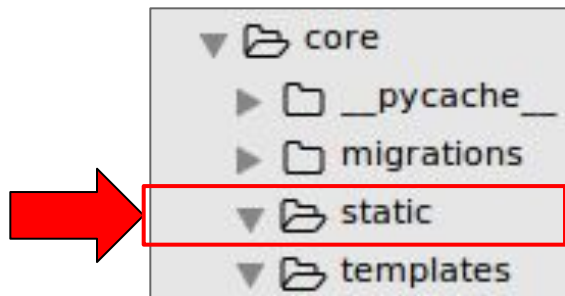 core
__pycache__
migrations
static
templates